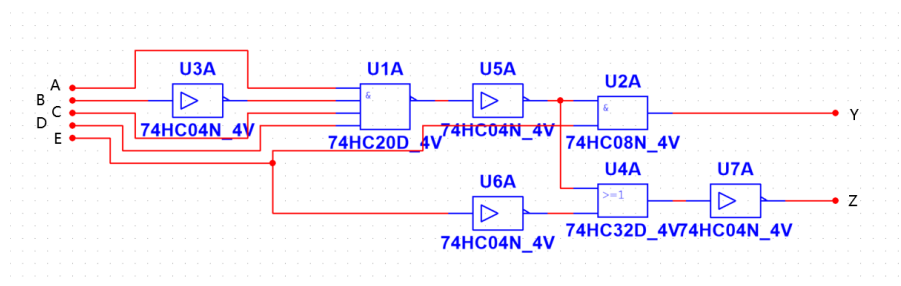 A
B
C
D
E
U3A
74HC04N_4V
U1A
&
74HC20D_4V
U5A
74HC04N_4V
U2A
&
74HC08N_4V
Y
U6A
74HC04N_4V
U4A
>=1
74HC32D_4V
U7A
74HC04N_4V
Z